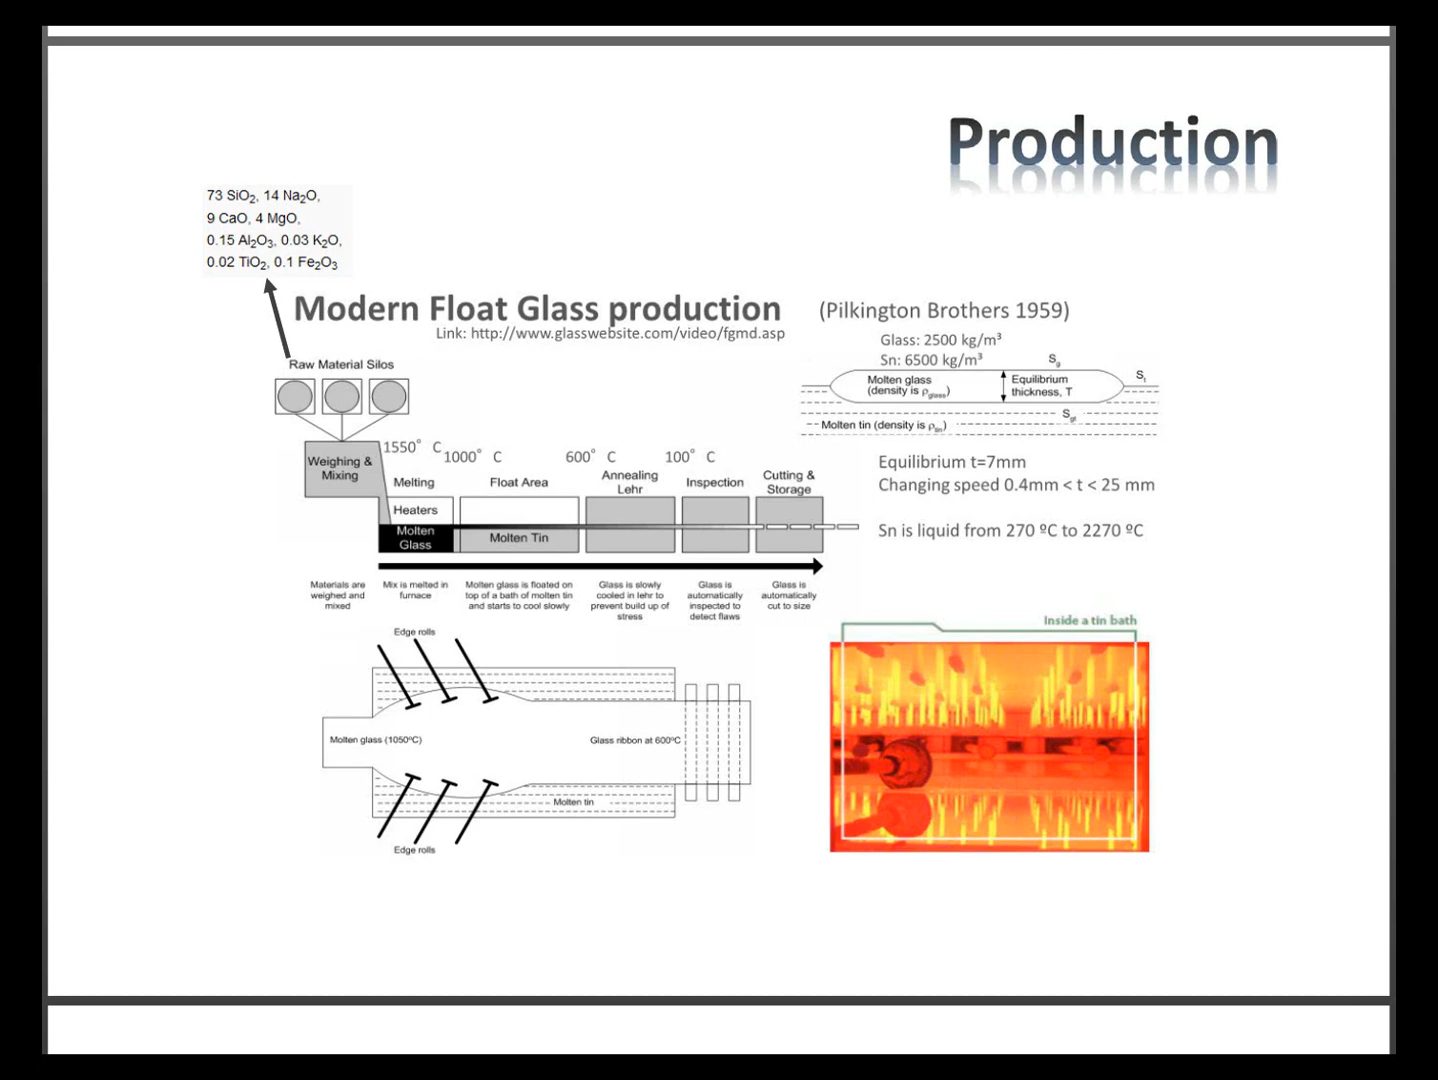 Production
73 SiO2, 14 Na2O,
9 CaO, 4 MgO,
0.15 Al2O3, 0.03 K2O,
0.02 TiO2, 0.1 Fe2O3
Modern Float Glass production
(Pilkington Brothers 1959)
Link: http://www.glasswebsite.com/video/fgmd.asp
Glass: 2500 kg/m³
Sn: 6500 kg/m³
Raw Material Silos
Sg
St
Molten glass
(density is ρglass)
Equilibrium
thickness, T
Sgt
Molten tin (density is ρtin)
Weighing &
Mixing
1550° C
1000° C
600° C
100° C
Melting
Float Area
Annealing
Lehr
Inspection
Cutting &
Storage
Heaters
Molten
Glass
Molten Tin
Equilibrium t=7mm
Changing speed 0.4mm < t < 25 mm
Sn is liquid from 270 ºC to 2270 ºC
Materials are
weighed and
mixed
Mix is melted in
furnace
Molten glass is floated on
top of a bath of molten tin
and starts to cool slowly
Glass is slowly
cooled in lehr to
prevent build up of
stress
Glass is
automatically
inspected to
detect flaws
Glass is
automatically
cut to size
Edge rolls
Molten glass (1050ºC)
Glass ribbon at 600ºC
Molten tin
Edge rolls
Inside a tin bath